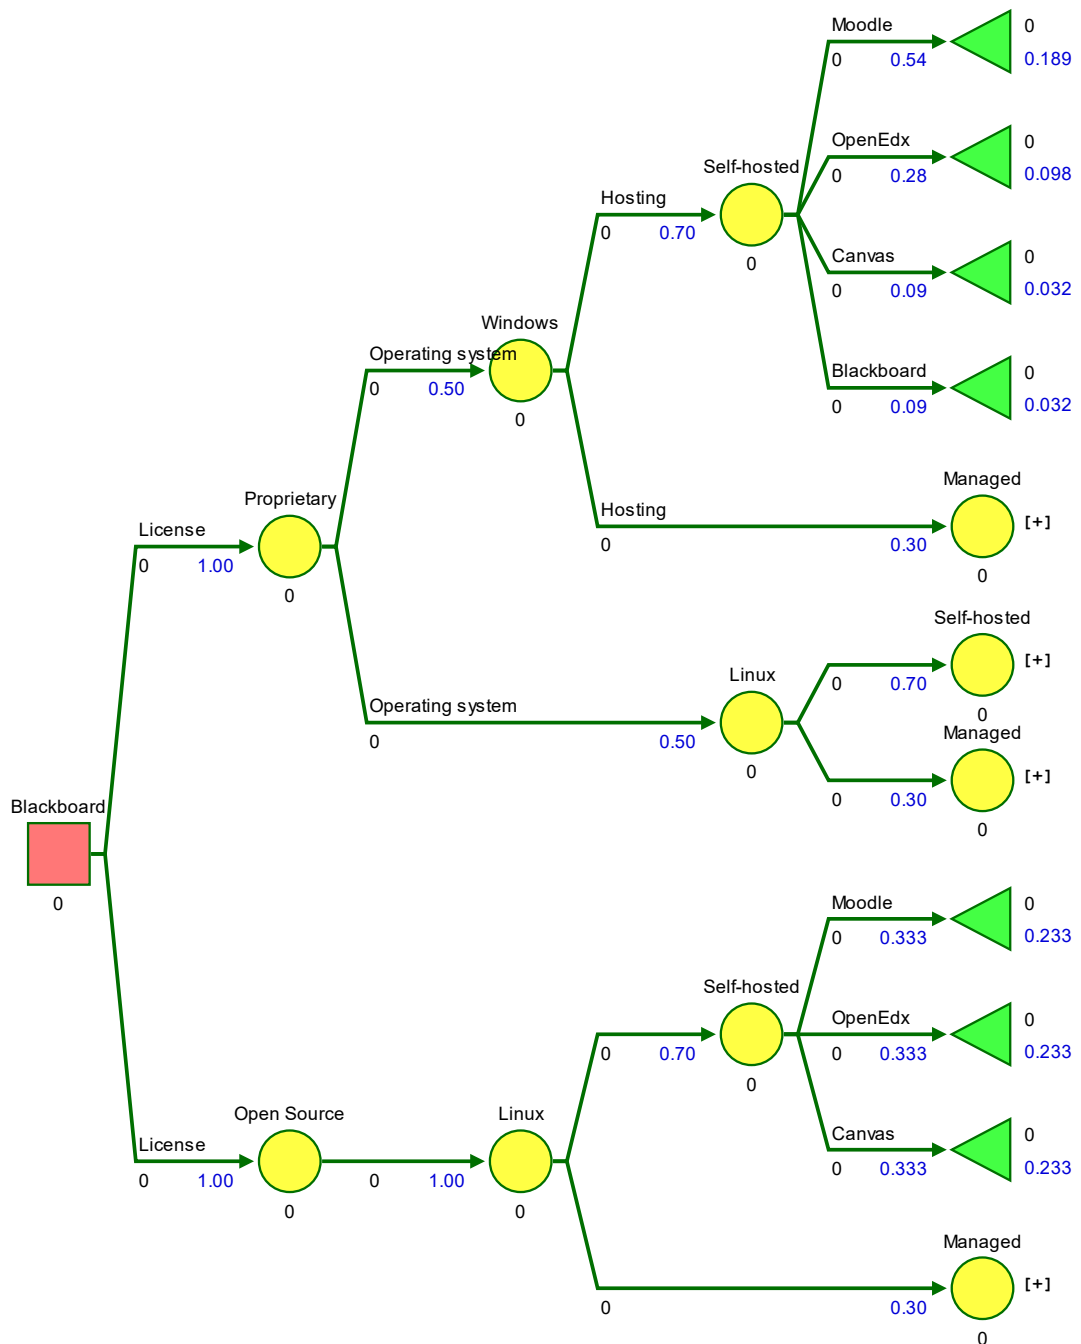 Moodle
0 0.54
0
0.189
OpenEdx
0 0.28
0
0.098
Self-hosted
0
Hosting
0 0.70
Canvas
0 0.09
0
0.032
Blackboard
0 0.09
0
0.032
Windows
0
Operating system
0 0.50
Hosting
0 0.30
Managed
[+]
0
Proprietary
0
License
0 1.00
Self-hosted
[+]
0
0 0.70
Linux
0
Operating system
0 0.50
Managed
[+]
0
0 0.30
Blackboard
0
Moodle
0 0.333
0
0.233
Self-hosted
0
0 0.70
OpenEdx
0 0.333
0
0.233
Canvas
0 0.333
0
0.233
License
0 1.00
Open Source
0
0 1.00
Linux
0
Managed
[+]
0 0.30
0